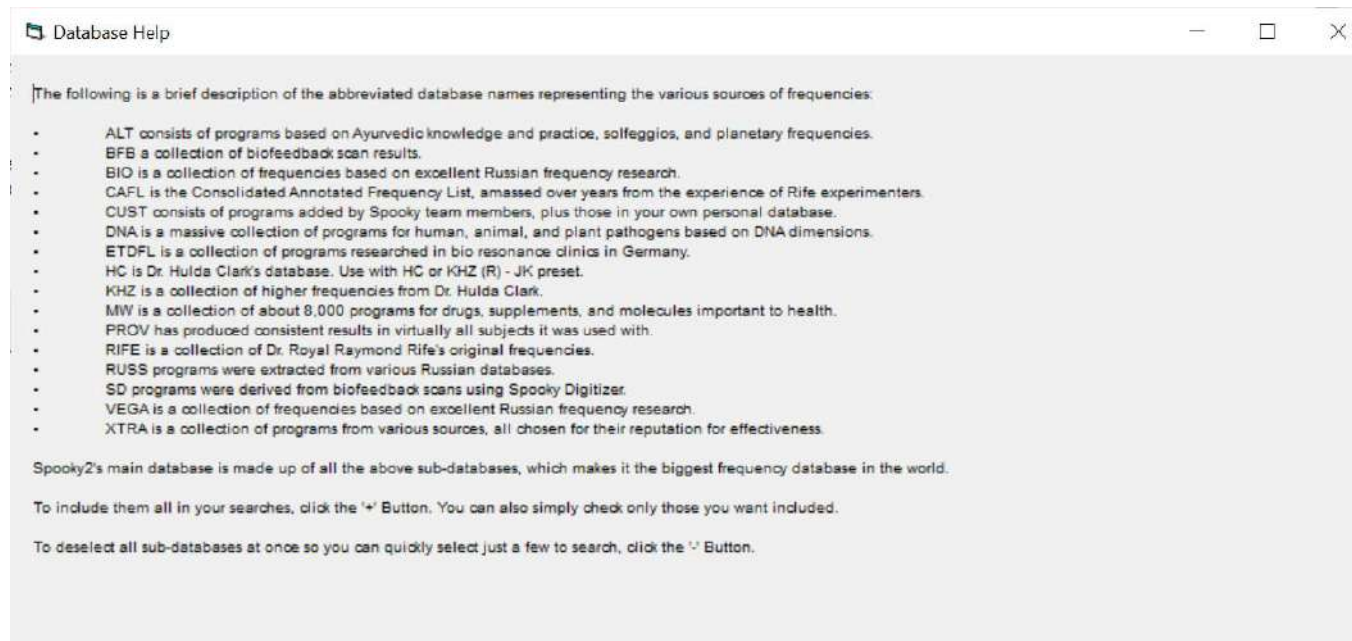 Database Help
The following is a brief description of the abbreviated database names representing the various sources of frequencies:
• ALT consists of programs based on Ayurvedic knowledge and practice, solfeggios, and planetary frequencies.
• BFB a collection of biofeedback scan results.
• BIO is a collection of frequencies based on excellent Russian frequency research.
• CAFL is the Consolidated Annotated Frequency List, amassed over years from the experience of Rife experimenters.
• CUST consists of programs added by Spooky team members, plus those in your own personal database.
• DNA is a massive collection of programs for human, animal, and plant pathogens based on DNA dimensions.
• ETDFL is a collection of programs researched in bio resonance clinics in Germany.
• HC is Dr. Hulda Clark's database. Use with HC or KHZ (R) - JK preset.
• KHZ is a collection of higher frequencies from Dr. Hulda Clark.
• MW is a collection of about 8,000 programs for drugs, supplements, and molecules important to health.
• PROV has produced consistent results in virtually all subjects it was used with.
• RIFE is a collection of Dr. Royal Raymond Rife's original frequencies.
• RUSS programs were extracted from various Russian databases.
• SD programs were derived from biofeedback scans using Spooky Digitizer.
• VEGA is a collection of frequencies based on excellent Russian frequency research.
• XTRA is a collection of programs from various sources, all chosen for their reputation for effectiveness.
Spooky2's main database is made up of all the above sub-databases, which makes it the biggest frequency database in the world.
To include them all in your searches, click the '+' Button. You can also simply check only those you want included.
To deselect all sub-databases at once so you can quickly select just a few to search, click the '-' Button.